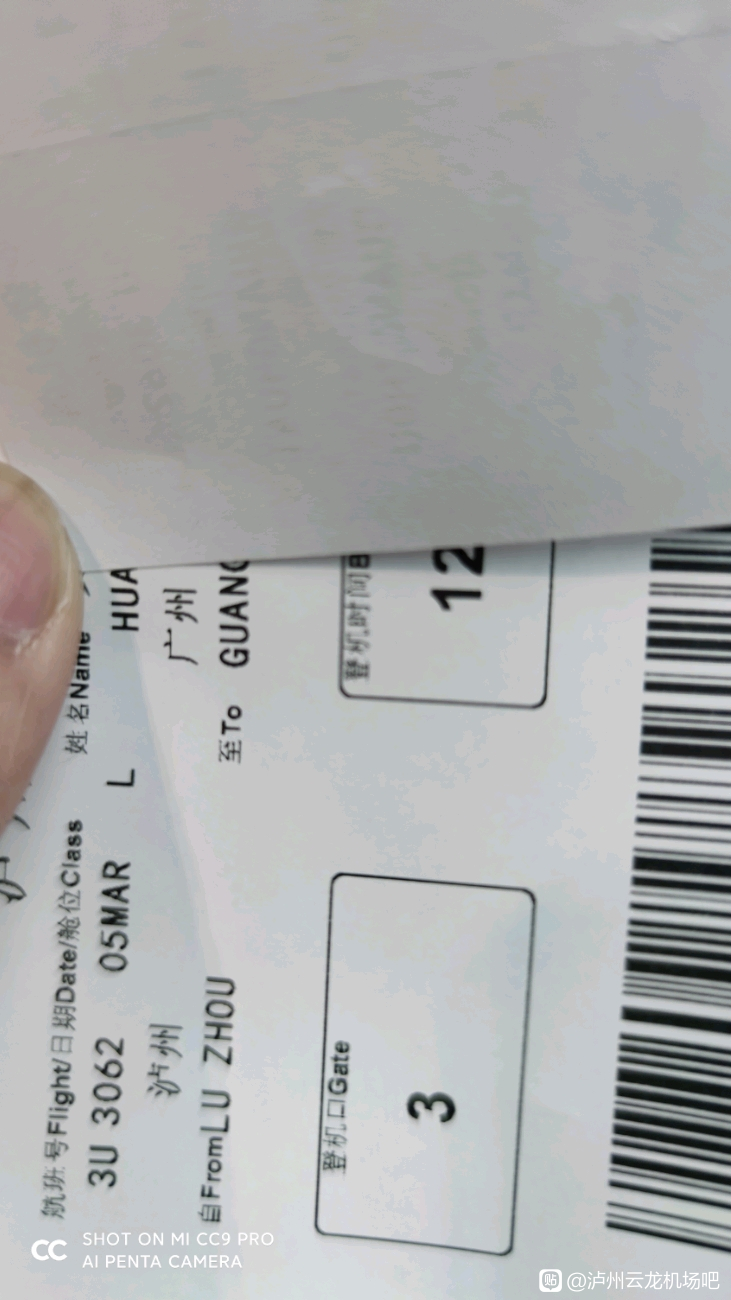 航班号Flight/日期Date/舱位Class 姓名Name
3U 3062 05MAR L HUA
泸州 广州
自From LU ZHOU 至To GUANG
登机口Gate 登机时间B
3 12
SHOT ON MI CC9 PRO
AI PENTA CAMERA
贴 @泸州云龙机场吧